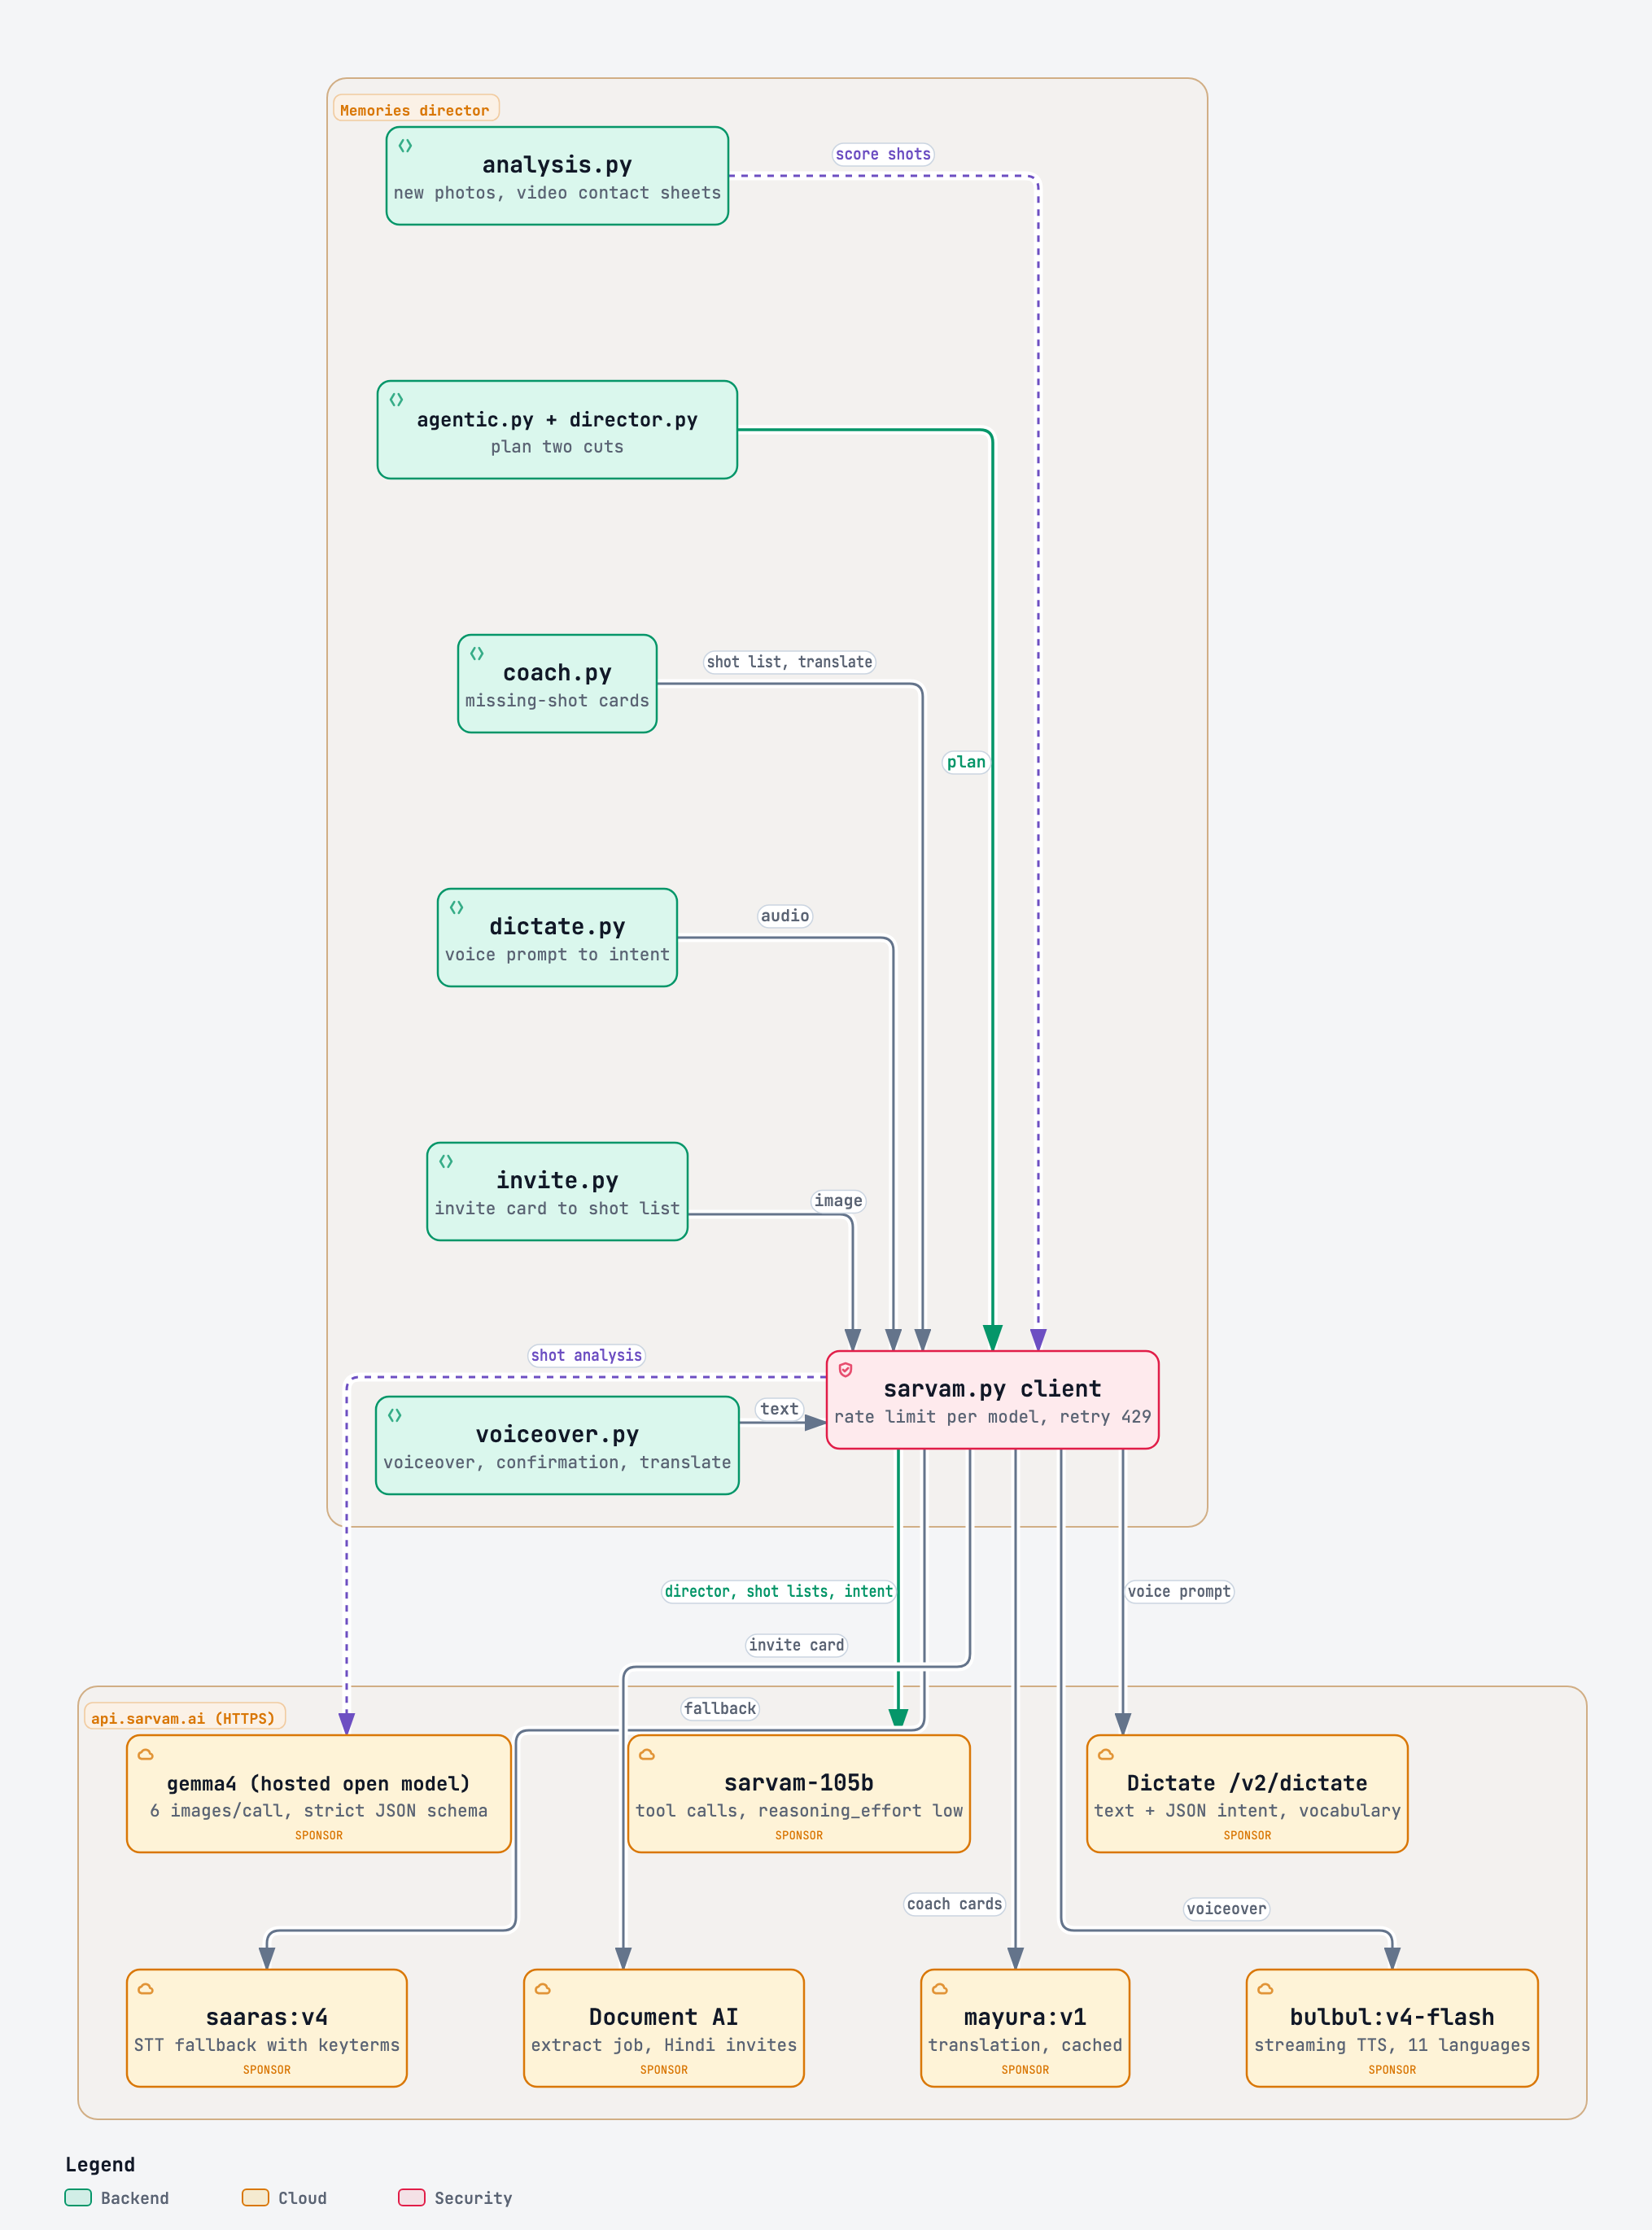 Memories director
analysis.py
new photos, video contact sheets
score shots
agentic.py + director.py
plan two cuts
coach.py
missing-shot cards
shot list, translate
plan
dictate.py
voice prompt to intent
audio
invite.py
invite card to shot list
image
shot analysis
sarvam.py client
rate limit per model, retry 429
text
voiceover.py
voiceover, confirmation, translate
director, shot lists, intent
voice prompt
invite card
fallback
api.sarvam.ai (HTTPS)
gemma4 (hosted open model)
6 images/call, strict JSON schema
SPONSOR
sarvam-105b
tool calls, reasoning_effort low
SPONSOR
Dictate /v2/dictate
text + JSON intent, vocabulary
SPONSOR
coach cards
voiceover
saaras:v4
STT fallback with keyterms
SPONSOR
Document AI
extract job, Hindi invites
SPONSOR
mayura:v1
translation, cached
SPONSOR
bulbul:v4-flash
streaming TTS, 11 languages
SPONSOR
Legend
Backend
Cloud
Security